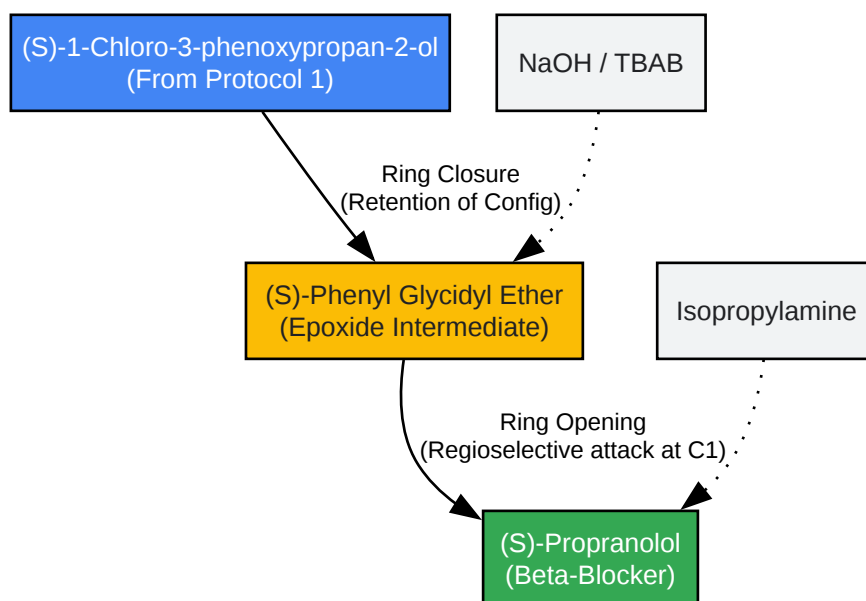 (S)-1-Chloro-3-phenoxypropan-2-ol
(From Protocol 1)
NaOH / TBAB
Ring Closure
(Retention of Config)
(S)-Phenyl Glycidyl Ether
(Epoxide Intermediate)
Isopropylamine
Ring Opening
(Regioselective attack at C1)
(S)-Propranolol
(Beta-Blocker)